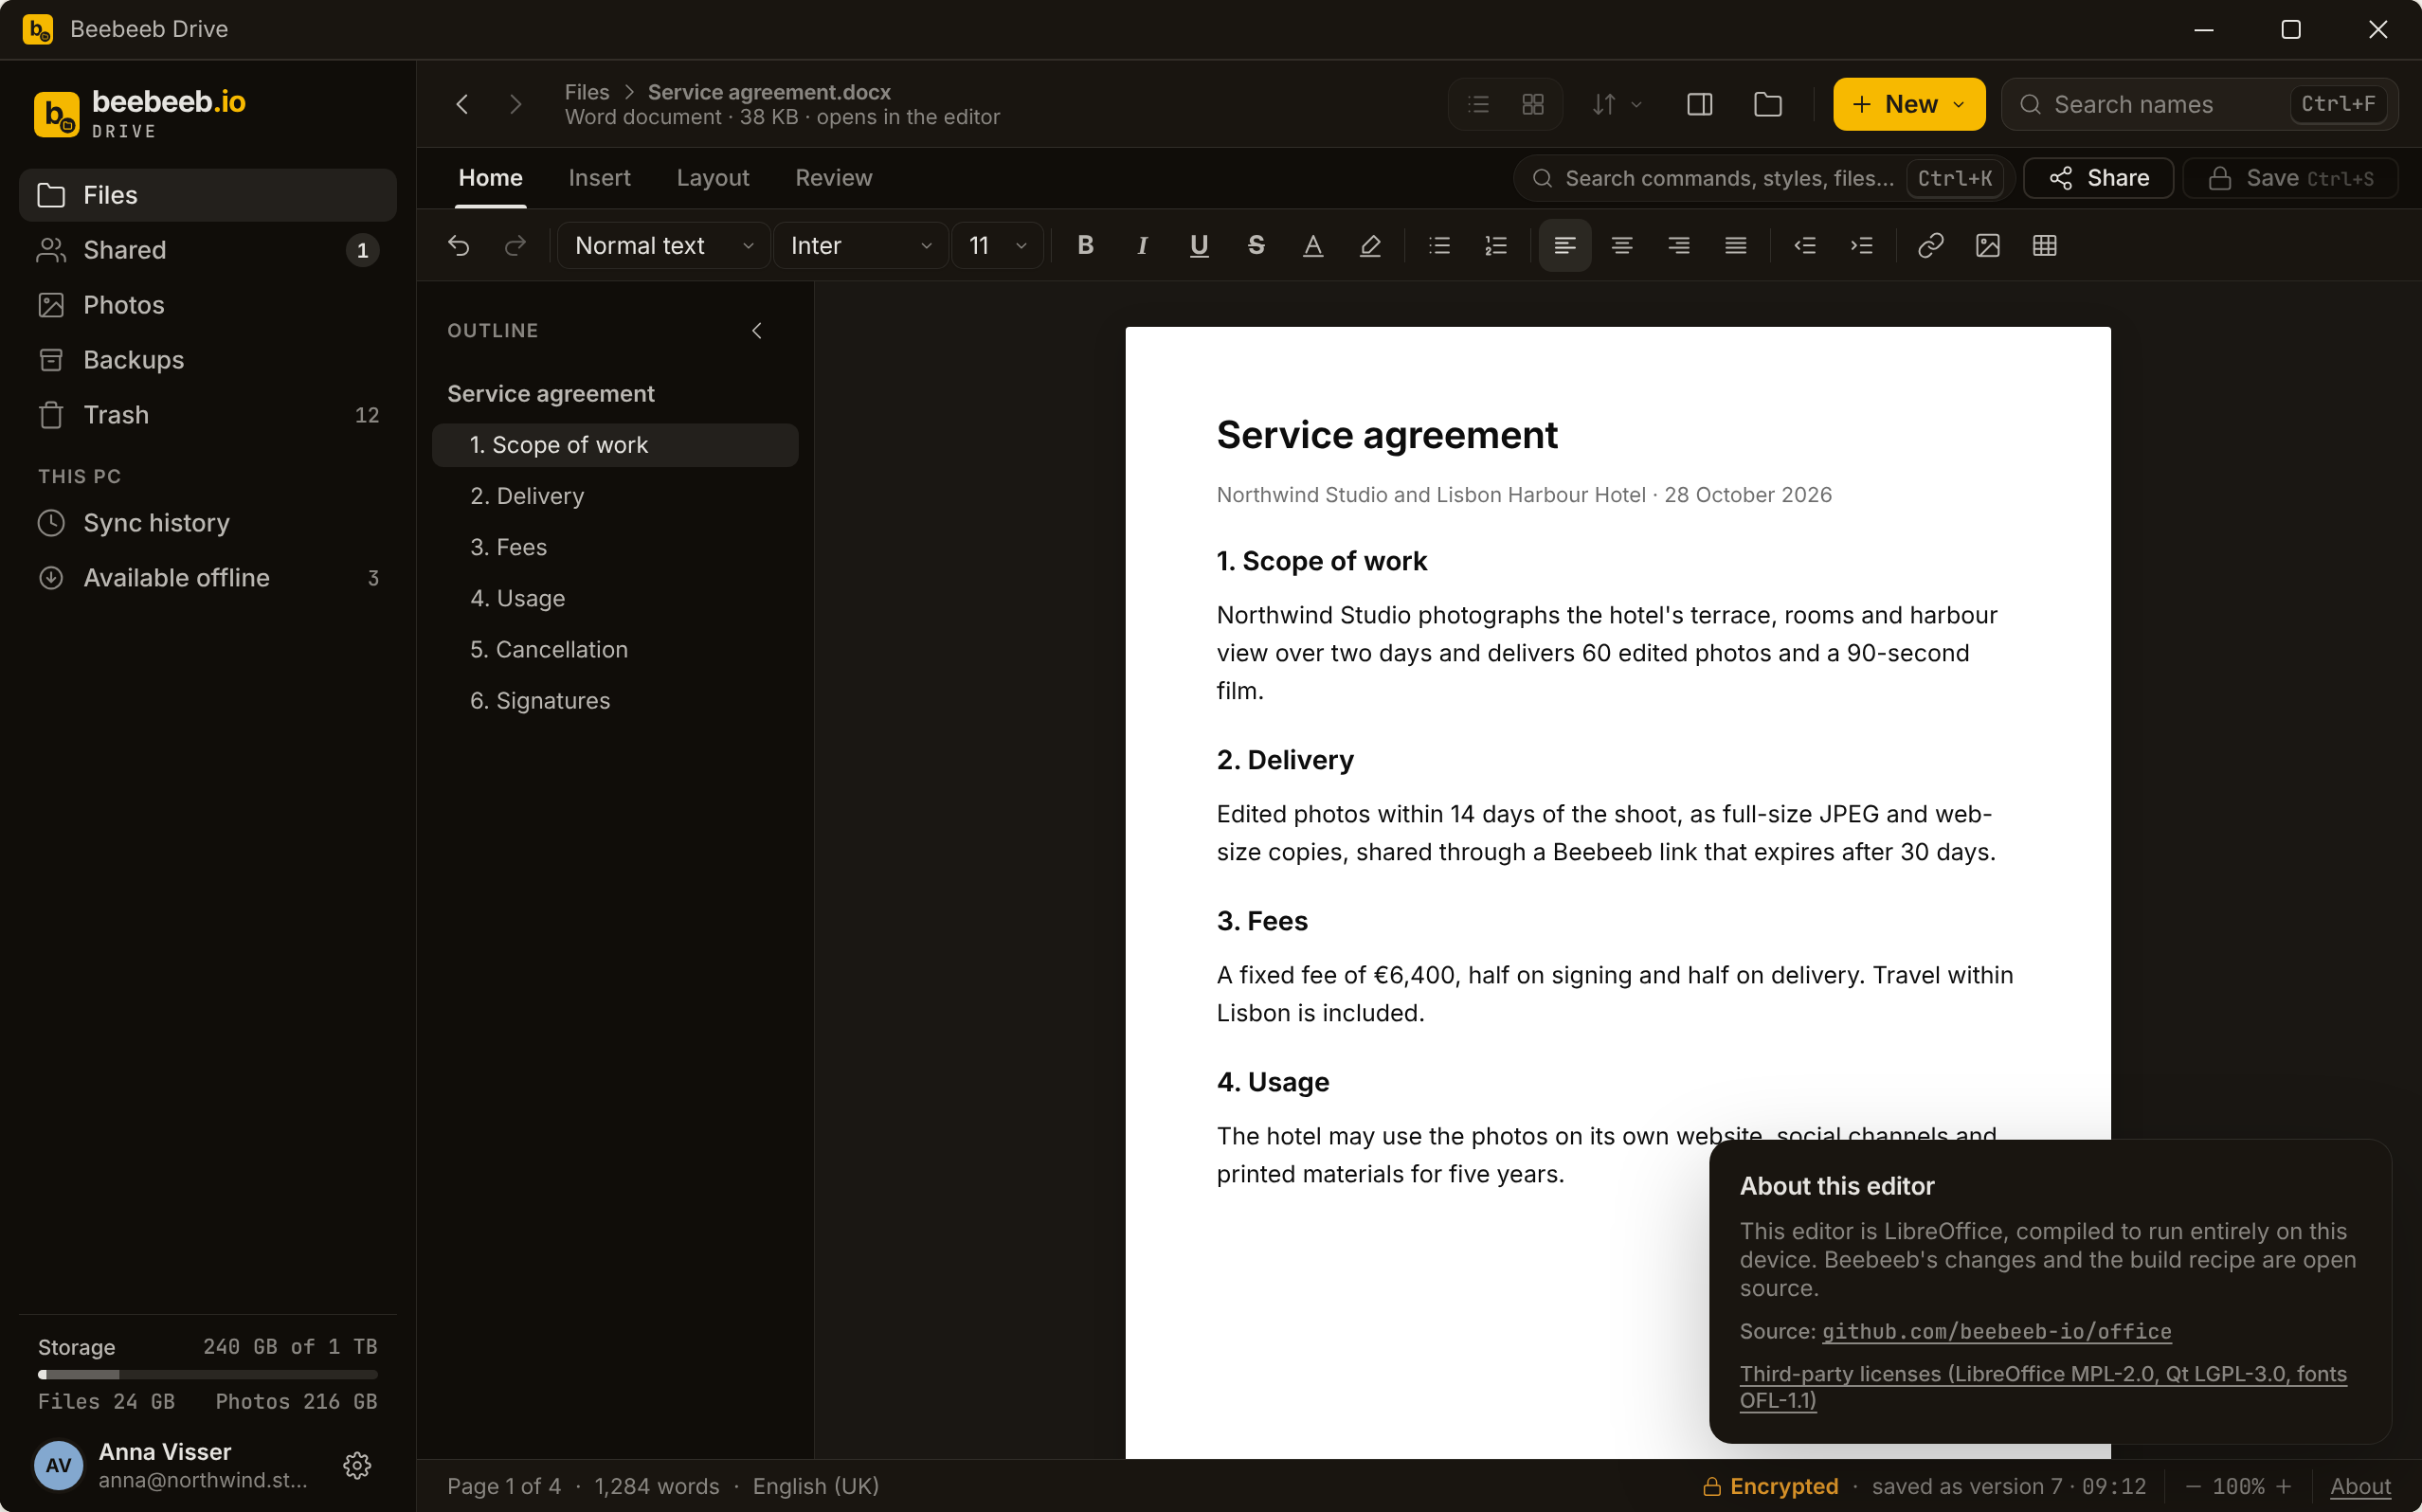 Beebeeb Drive
beebeeb.io
DRIVE
Files
Shared 1
Photos
Backups
Trash 12
THIS PC
Sync history
Available offline 3
Storage 240 GB of 1 TB
Files 24 GB Photos 216 GB
AV
Anna Visser
anna@northwind.st...
Files > Service agreement.docx
Word document · 38 KB · opens in the editor
New
Search names Ctrl+F
Home Insert Layout Review
Search commands, styles, files... Ctrl+K
Share
Save Ctrl+S
Normal text Inter 11
OUTLINE
Service agreement
1. Scope of work
2. Delivery
3. Fees
4. Usage
5. Cancellation
6. Signatures
Service agreement
Northwind Studio and Lisbon Harbour Hotel · 28 October 2026
1. Scope of work
Northwind Studio photographs the hotel's terrace, rooms and harbour
view over two days and delivers 60 edited photos and a 90-second
film.
2. Delivery
Edited photos within 14 days of the shoot, as full-size JPEG and web-
size copies, shared through a Beebeeb link that expires after 30 days.
3. Fees
A fixed fee of €6,400, half on signing and half on delivery. Travel within
Lisbon is included.
4. Usage
The hotel may use the photos on its own website, social channels and
printed materials for five years.
About this editor
This editor is LibreOffice, compiled to run entirely on this
device. Beebeeb's changes and the build recipe are open
source.
Source: github.com/beebeeb-io/office
Third-party licenses (LibreOffice MPL-2.0, Qt LGPL-3.0, fonts
OFL-1.1)
Page 1 of 4 · 1,284 words · English (UK)
Encrypted · saved as version 7 · 09:12
100%
About